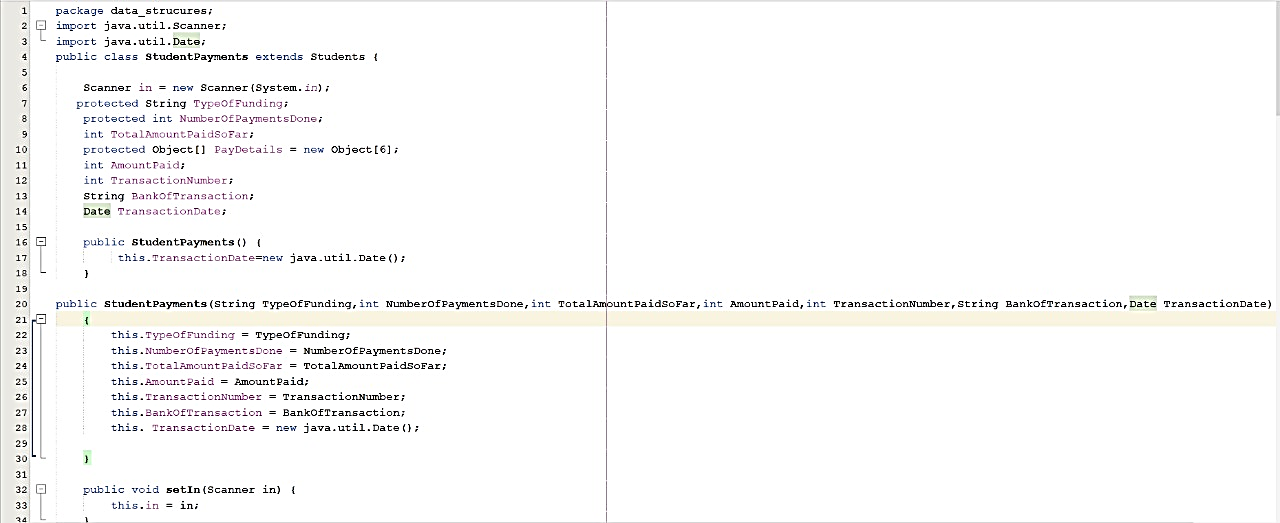 1 package data_strucures;
2 import java.util.Scanner;
3 import java.util.Date;
4 public class StudentPayments extends Students {
5
6 Scanner in = new Scanner(System.in);
7 protected String TypeOfFunding;
8 protected int NumberOfPaymentsDone;
9 int TotalAmountPaidSoFar;
10 protected Object[] PayDetails = new Object[6];
11 int AmountPaid;
12 int TransactionNumber;
13 String BankOfTransaction;
14 Date TransactionDate;
15
16 public StudentPayments() {
17 this.TransactionDate=new java.util.Date();
18 }
19
20 public StudentPayments(String TypeOfFunding,int NumberOfPaymentsDone,int TotalAmountPaidSoFar,int AmountPaid,int TransactionNumber,String BankOfTransaction,Date TransactionDate)
21 {
22 this.TypeOfFunding = TypeOfFunding;
23 this.NumberOfPaymentsDone = NumberOfPaymentsDone;
24 this.TotalAmountPaidSoFar = TotalAmountPaidSoFar;
25 this.AmountPaid = AmountPaid;
26 this.TransactionNumber = TransactionNumber;
27 this.BankOfTransaction = BankOfTransaction;
28 this. TransactionDate = new java.util.Date();
29
30 }
31
32 public void setIn(Scanner in) {
33 this.in = in;
34 }